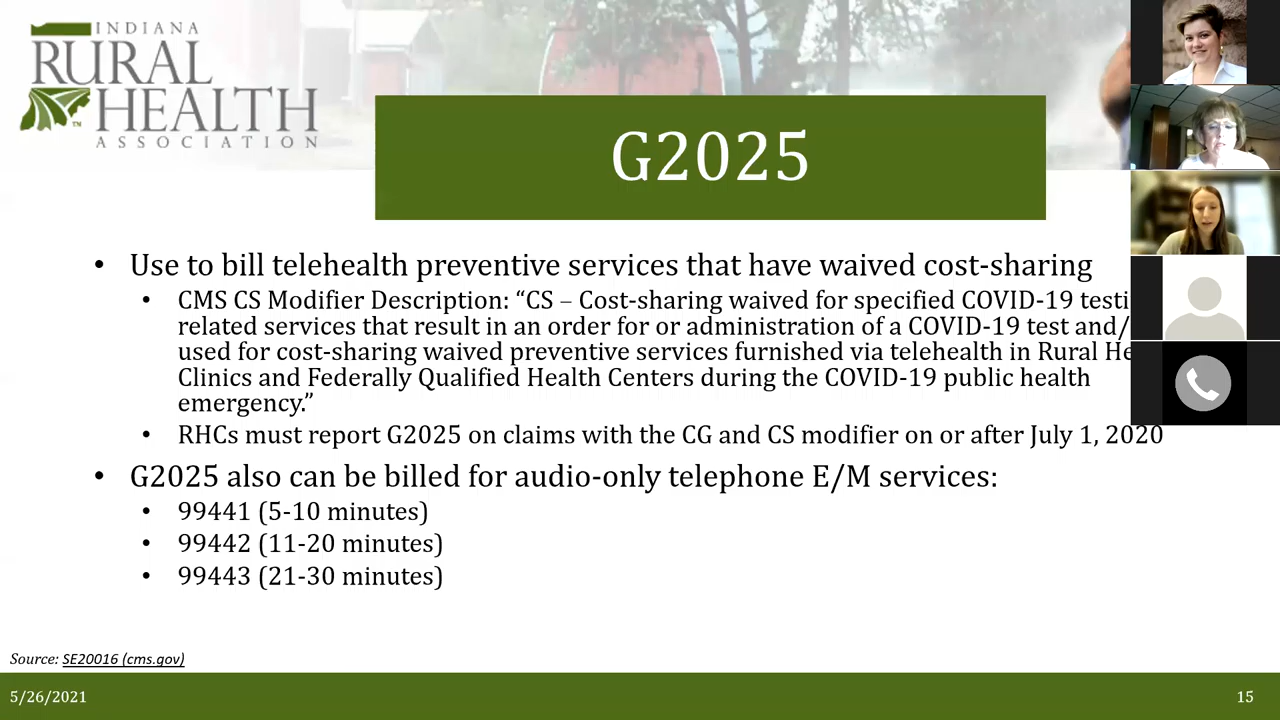 INDIANA
RURAL
HEALTH
ASSOCIATION
TM
G2025
• Use to bill telehealth preventive services that have waived cost-sharing
• CMS CS Modifier Description: “CS – Cost-sharing waived for specified COVID-19 testi
related services that result in an order for or administration of a COVID-19 test and/
used for cost-sharing waived preventive services furnished via telehealth in Rural He
Clinics and Federally Qualified Health Centers during the COVID-19 public health
emergency.”
• RHCs must report G2025 on claims with the CG and CS modifier on or after July 1, 2020
• G2025 also can be billed for audio-only telephone E/M services:
• 99441 (5-10 minutes)
• 99442 (11-20 minutes)
• 99443 (21-30 minutes)
Source: SE20016 (cms.gov)
5/26/2021
15